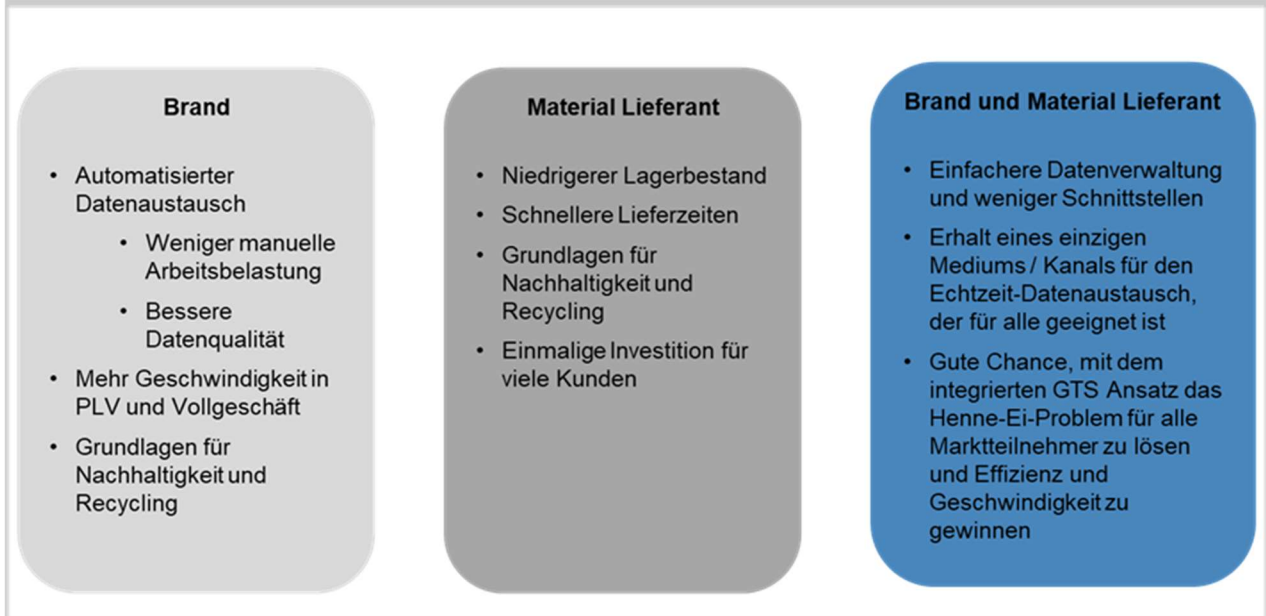 Brand
• Automatisierter
Datenaustausch
• Weniger manuelle
Arbeitsbelastung
• Bessere
Datenqualität
• Mehr Geschwindigkeit in
PLV und Vollgeschäft
• Grundlagen für
Nachhaltigkeit und
Recycling
Material Lieferant
• Niedrigerer Lagerbestand
• Schnellere Lieferzeiten
• Grundlagen für
Nachhaltigkeit und
Recycling
• Einmalige Investition für
viele Kunden
Brand und Material Lieferant
• Einfachere Datenverwaltung
und weniger Schnittstellen
• Erhalt eines einzigen
Mediums / Kanals für den
Echtzeit-Datenaustausch,
der für alle geeignet ist
• Gute Chance, mit dem
integrierten GTS Ansatz das
Henne-Ei-Problem für alle
Marktteilnehmer zu lösen
und Effizienz und
Geschwindigkeit zu
gewinnen